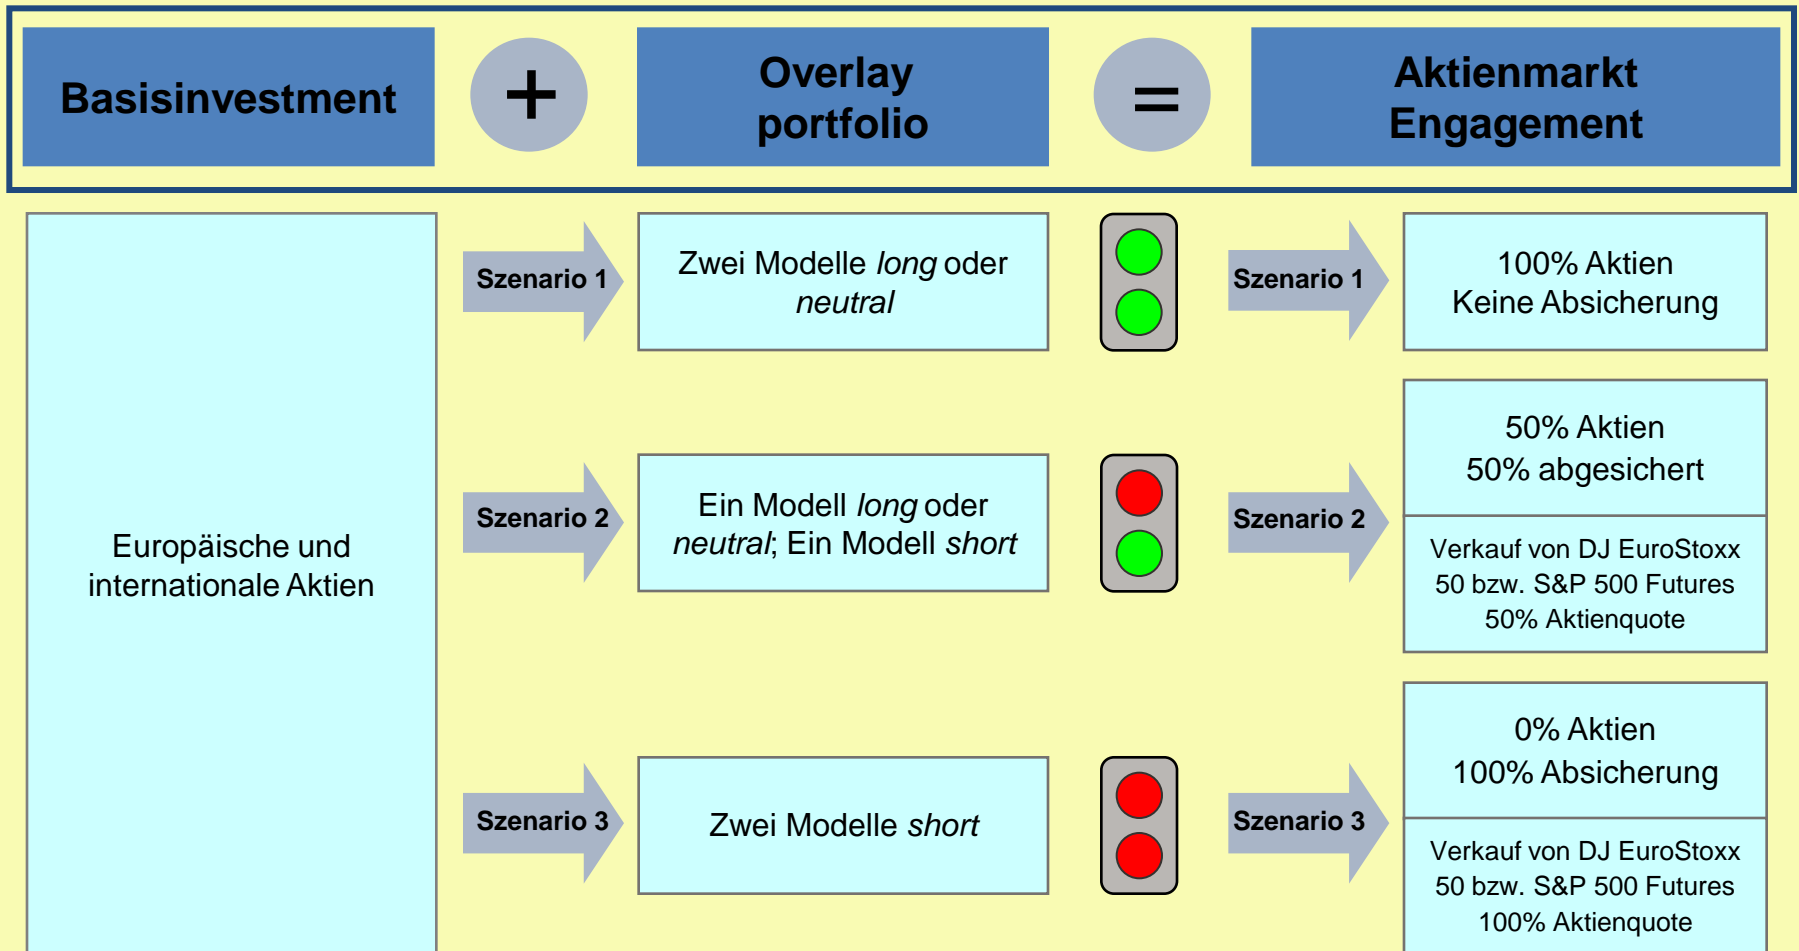 Basisinvestment
+
Overlay
portfolio
=
Aktienmarkt
Engagement
Europäische und
internationale Aktien
Szenario 1
Zwei Modelle long oder
neutral
Szenario 1
100% Aktien
Keine Absicherung
Szenario 2
Ein Modell long oder
neutral; Ein Modell short
Szenario 2
50% Aktien
50% abgesichert
Verkauf von DJ EuroStoxx
50 bzw. S&P 500 Futures
50% Aktienquote
Szenario 3
Zwei Modelle short
Szenario 3
0% Aktien
100% Absicherung
Verkauf von DJ EuroStoxx
50 bzw. S&P 500 Futures
100% Aktienquote